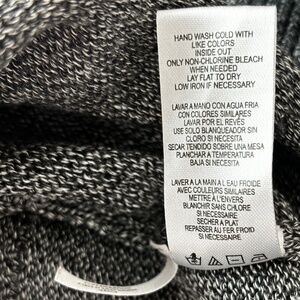 HAND WASH COLD WITH
LIKE COLORS
INSIDE OUT
ONLY NON-CHLORINE BLEACH
WHEN NEEDED
LAY FLAT TO DRY
LOW IRON IF NECESSARY
LAVAR A MANO CON AGUA FRIA
CON COLORES SIMILARES
LAVAR POR EL REVÉS
USE SOLO BLANQUEADOR SIN
CLORO SI NECESITA
SECAR TENDIDO SOBRE UNA MESA
PLANCHAR A TEMPERATURA
BAJA SI NECESITA
LAVER A LA MAIN À L EAU FROIDE
AVEC COULEURS SIMILAIRES
METTRE À L'ENVERS
BLANCHIR SANS CHLORE
SI NECESSAIRE
SECHER A PLAT
REPASSER AU FER FROID
SI NECESSAIRE